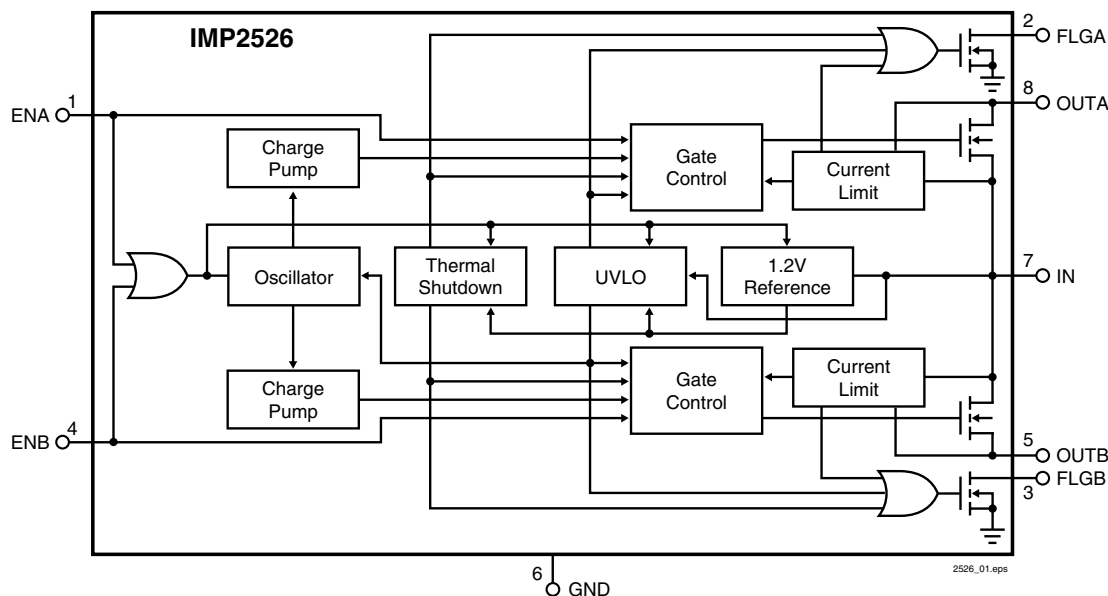 IMP2526
2
FLGA
8
OUTA
1
ENA
Charge
Pump
Gate
Control
Current
Limit
Oscillator
Thermal
Shutdown
UVLO
1.2V
Reference
7
IN
Charge
Pump
Gate
Control
Current
Limit
4
ENB
5
OUTB
FLGB
3
2526_01.eps
6
GND